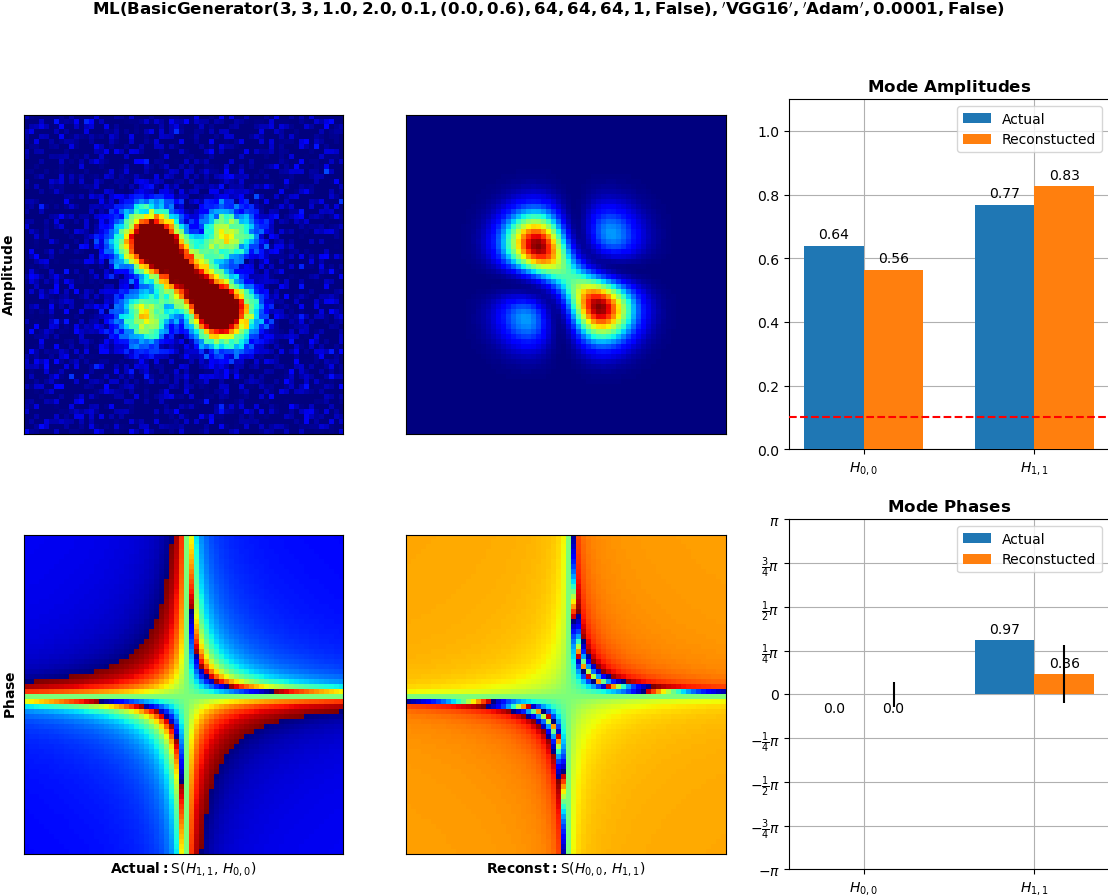 ML(BasicGenerator(3, 3, 1.0, 2.0, 0.1, (0.0, 0.6), 64, 64, 64, 1, False), ′VGG16′, ′Adam′, 0.0001, False)
Amplitude
Mode Amplitudes
Actual
Reconstucted
1.0
0.8
0.6
0.4
0.2
0.0
0.64
0.56
0.77
0.83
H0,0
H1,1
Phase
Actual: S(H1,1, H0,0)
Reconst: S(H0,0, H1,1)
Mode Phases
Actual
Reconstucted
π
3/4π
1/2π
1/4π
0
−1/4π
−1/2π
−3/4π
−π
0.0
0.0
0.97
0.36
H0,0
H1,1